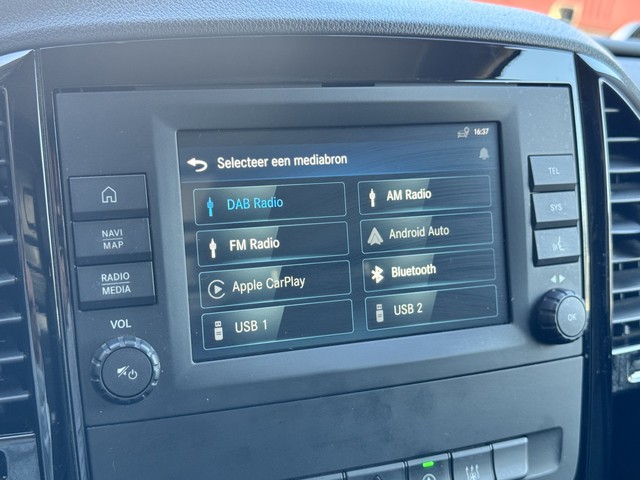 16:37
Selecteer een mediabron
DAB Radio
AM Radio
FM Radio
Android Auto
Apple CarPlay
Bluetooth
USB 1
USB 2
NAVI
MAP
RADIO
MEDIA
VOL
TEL
SYS
OK